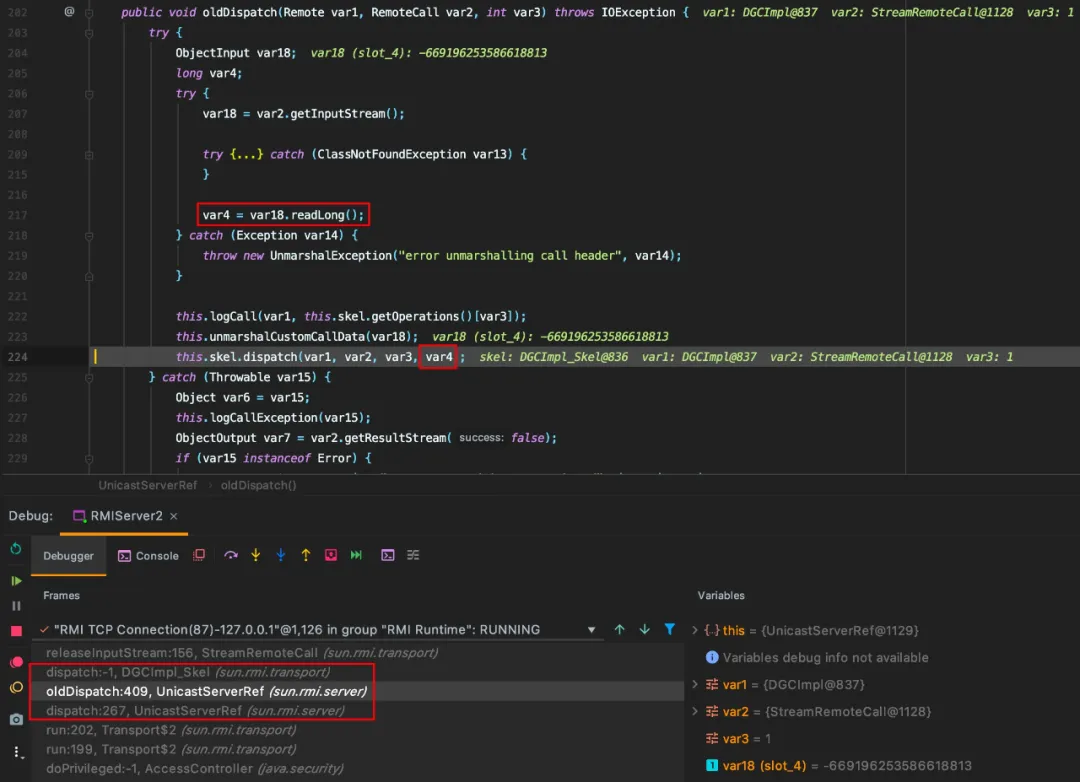 202 @ public void oldDispatch(Remote var1, RemoteCall var2, int var3) throws IOException { var1: DGCImpl@837 var2: StreamRemoteCall@1128 var3: 1
203 try {
204 ObjectInput var18; var18 (slot_4): -669196253586618813
205 long var4;
206 try {
207 var18 = var2.getInputStream();
208
209 try {...} catch (ClassNotFoundException var13) {
215 }
216
217 var4 = var18.readLong();
218 } catch (Exception var14) {
219 throw new UnmarshalException("error unmarshalling call header", var14);
220 }
221
222 this.logCall(var1, this.skel.getOperations()[var3]);
223 this.unmarshalCustomCallData(var18); var18 (slot_4): -669196253586618813
224 this.skel.dispatch(var1, var2, var3, var4 ; skel: DGCImpl_Skel@836 var1: DGCImpl@837 var2: StreamRemoteCall@1128 var3: 1
225 } catch (Throwable var15) {
226 Object var6 = var15;
227 this.logCallException(var15);
228 ObjectOutput var7 = var2.getResultStream( success: false);
229 if (var15 instanceof Error) {
UnicastServerRef › oldDispatch()
Debug: RMIServer2 ×
Debugger Console
Frames Variables
"RMI TCP Connection(87)-127.0.0.1"@1,126 in group "RMI Runtime": RUNNING
releaseInputStream:156, StreamRemoteCall (sun.rmi.transport)
dispatch:-1, DGCImpl_Skel (sun.rmi.transport)
oldDispatch:409, UnicastServerRef (sun.rmi.server)
dispatch:267, UnicastServerRef (sun.rmi.server)
run:202, Transport$2 (sun.rmi.transport)
run:199, Transport$2 (sun.rmi.transport)
doPrivileged:-1, AccessController (java.security)
this = {UnicastServerRef@1129}
Variables debug info not available
var1 = {DGCImpl@837}
var2 = {StreamRemoteCall@1128}
var3 = 1
var18 (slot_4) = -669196253586618813